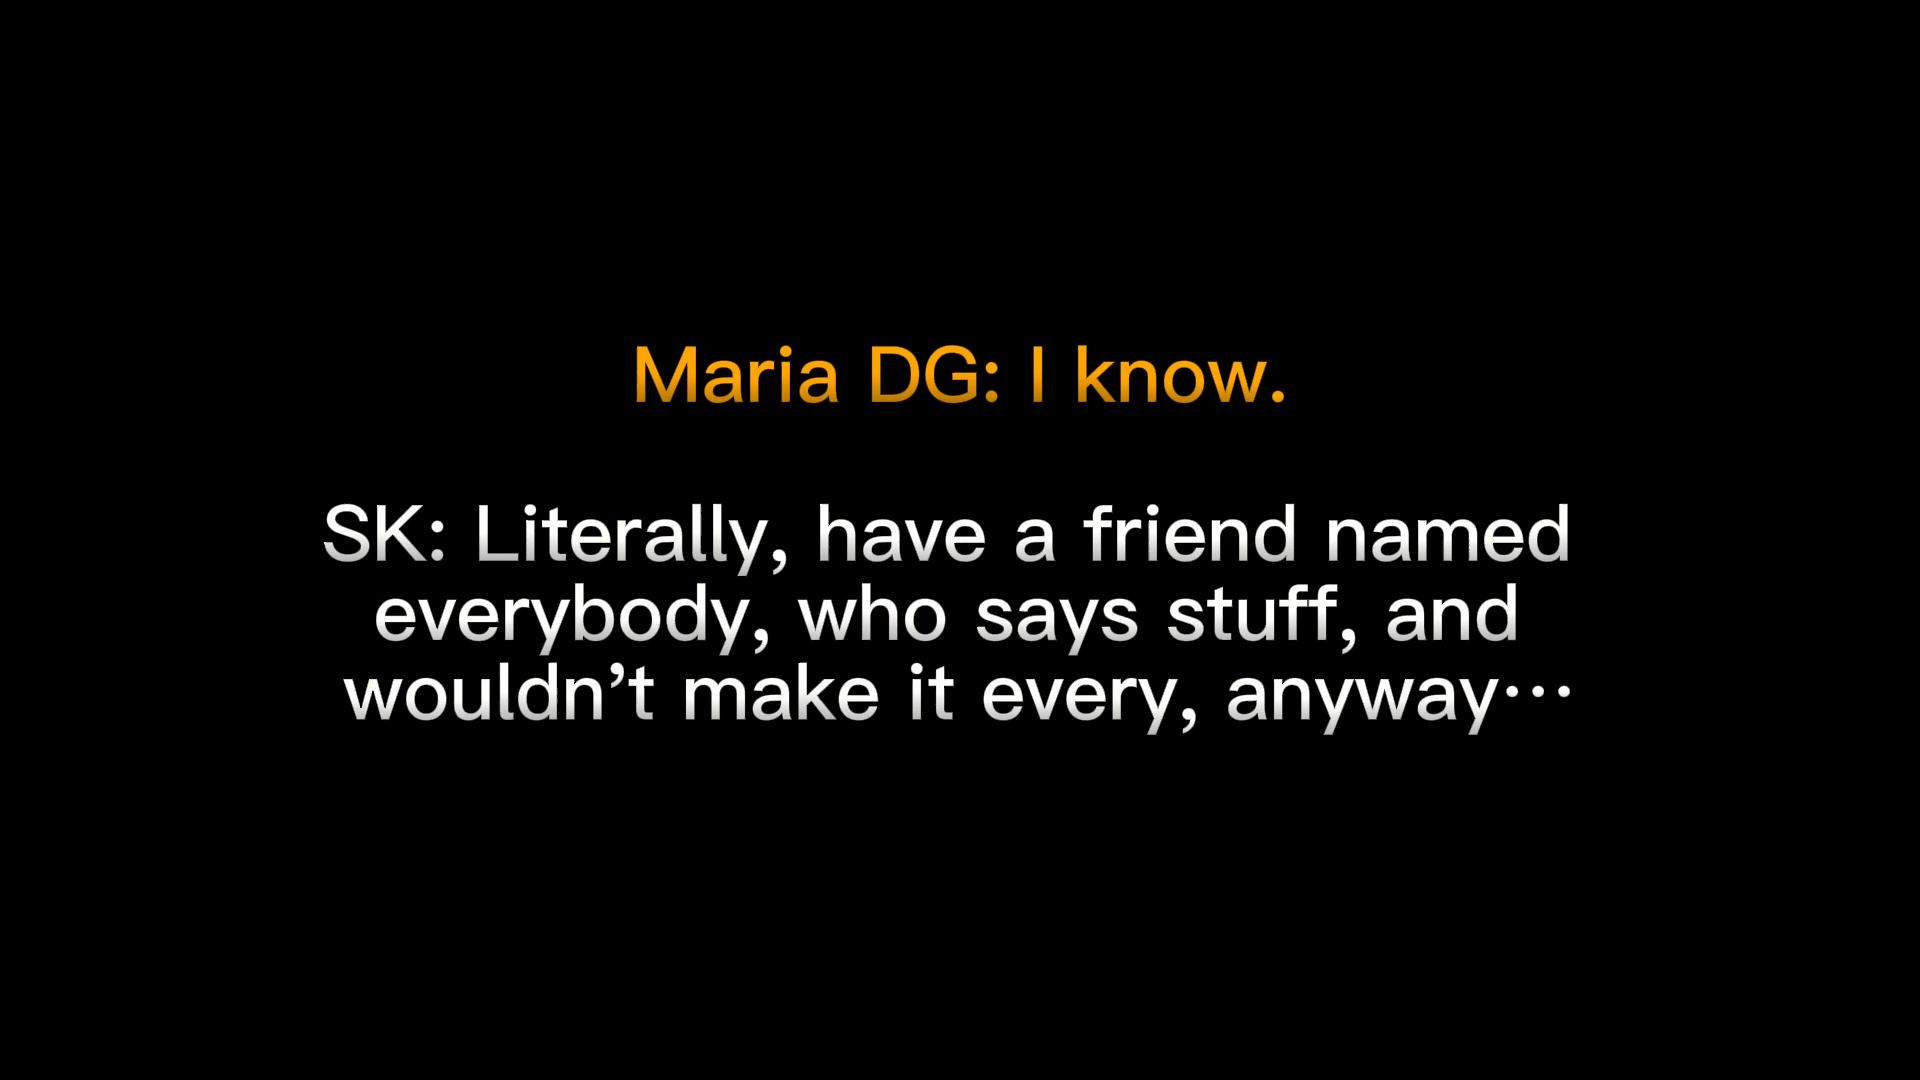 Maria DG: I know.
SK: Literally, have a friend named
everybody, who says stuff, and
wouldn’t make it every, anyway⋯